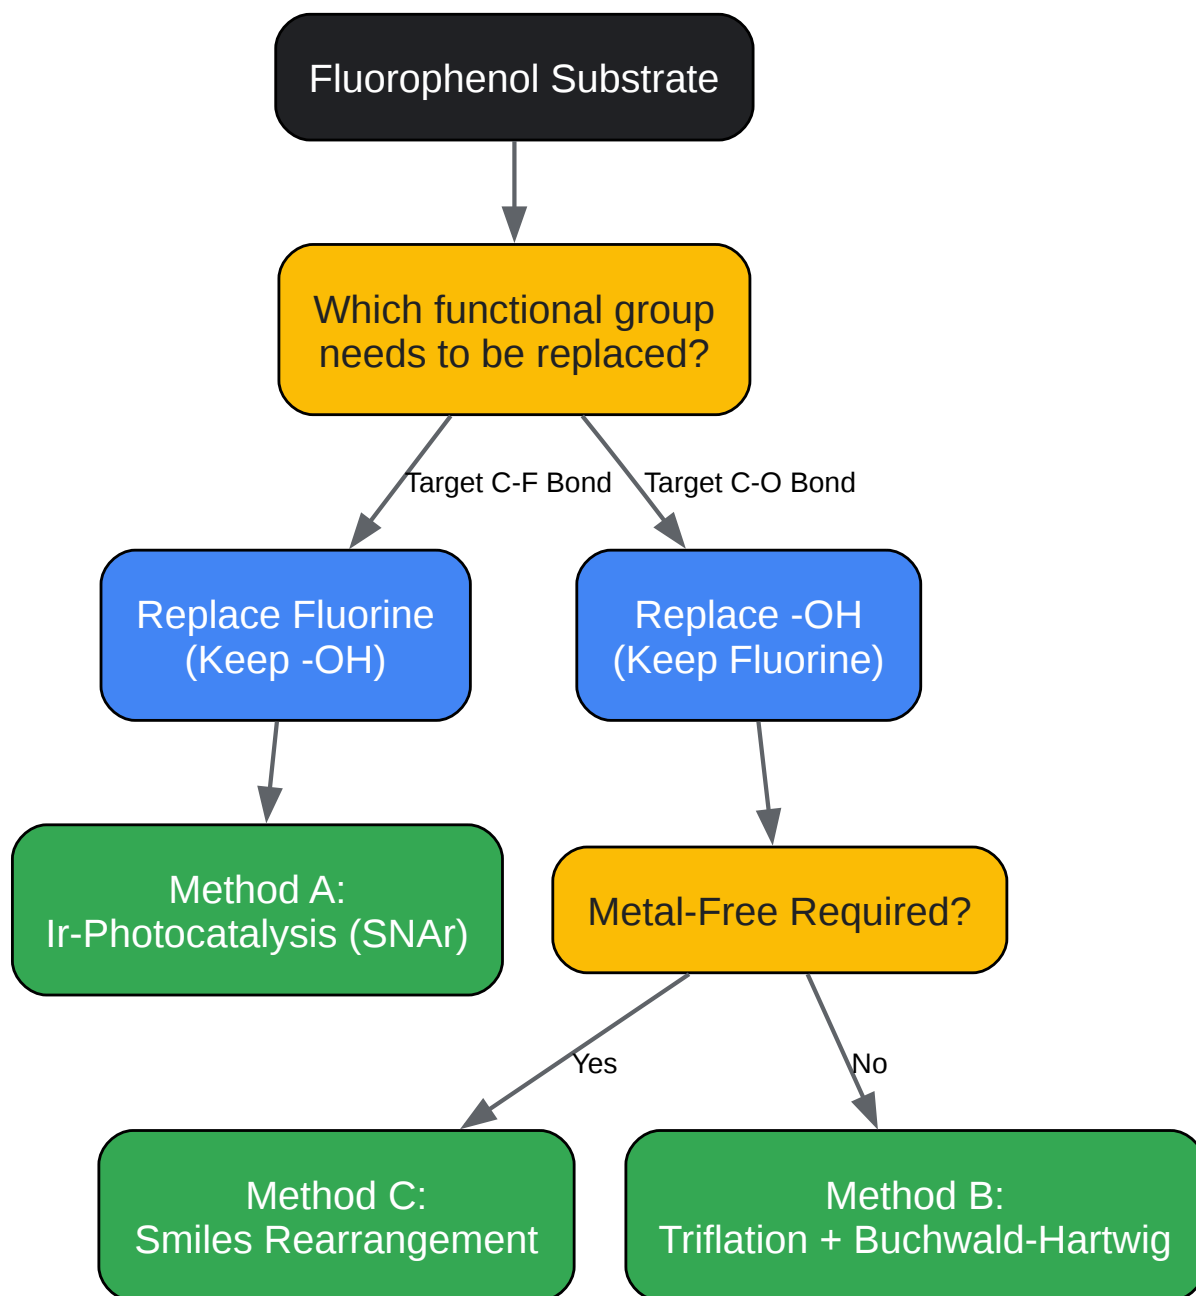 Fluorophenol Substrate
Which functional group
needs to be replaced?
Target C-F Bond
Target C-O Bond
Replace Fluorine
(Keep -OH)
Replace -OH
(Keep Fluorine)
Method A:
Ir-Photocatalysis (SNAr)
Metal-Free Required?
Yes
No
Method C:
Smiles Rearrangement
Method B:
Triflation + Buchwald-Hartwig